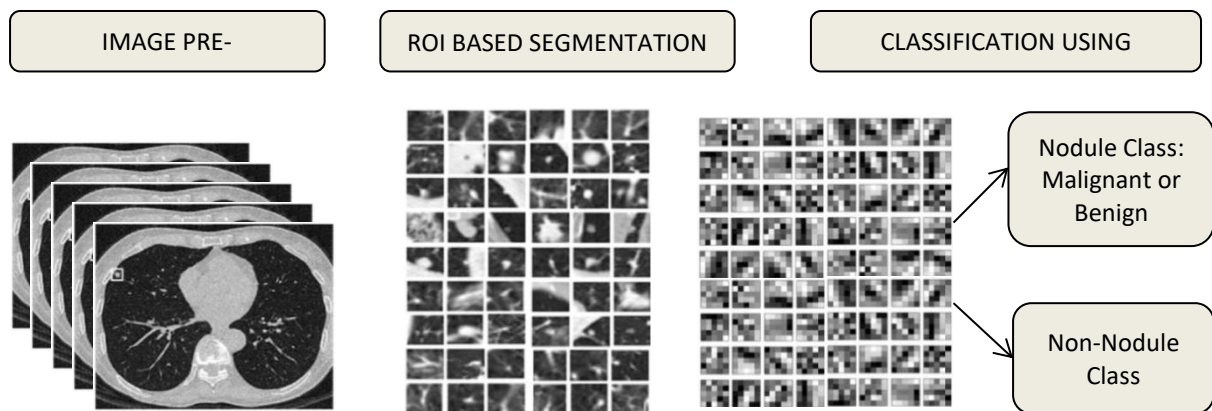 IMAGE PRE-
ROI BASED SEGMENTATION
CLASSIFICATION USING
Nodule Class:
Malignant or
Benign
Non-Nodule
Class